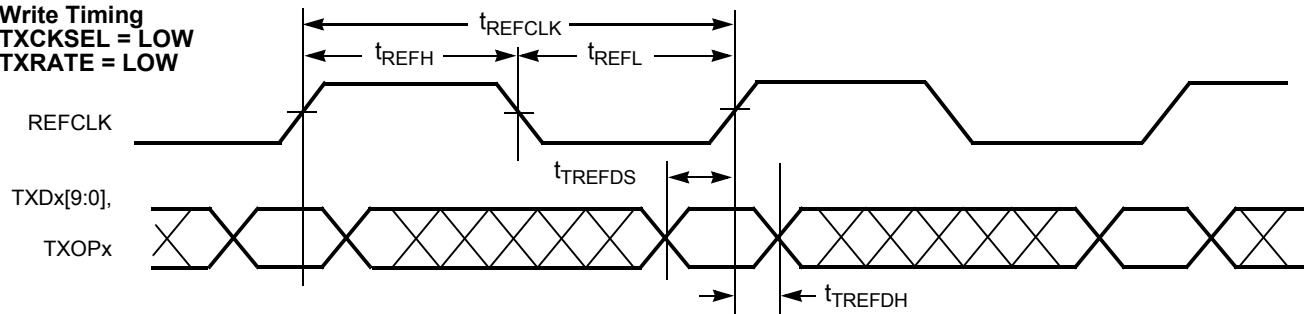 Write Timing
TXCKSEL = LOW
TXRATE = LOW
tREFCLK
tREFH
tREFL
REFCLK
tTREFDS
TXDx[9:0],
TXOPx
tTREFDH